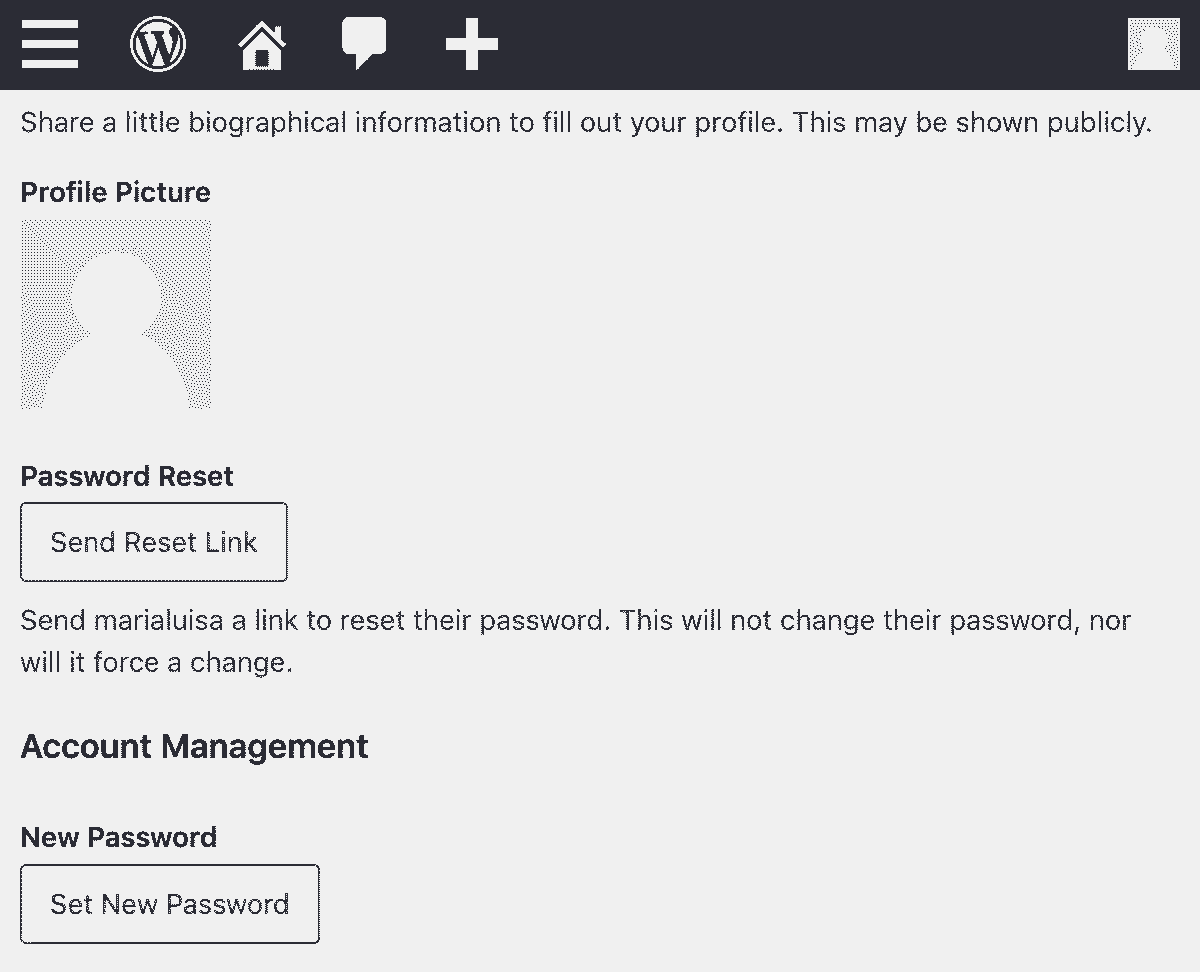 Share a little biographical information to fill out your profile. This may be shown publicly.
Profile Picture
Password Reset
Send Reset Link
Send marialuisa a link to reset their password. This will not change their password, nor
will it force a change.
Account Management
New Password
Set New Password